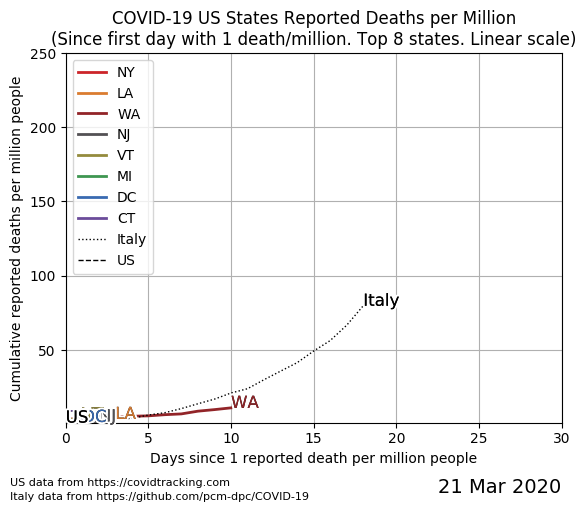 COVID-19 US States Reported Deaths per Million
(Since first day with 1 death/million. Top 8 states. Linear scale)
Cumulative reported deaths per million people
250
200
150
100
50
NY
LA
WA
NJ
VT
MI
DC
CT
Italy
US
Italy
WA
LA
NJ
DC
US
0
5
10
15
20
25
30
Days since 1 reported death per million people
US data from https://covidtracking.com
Italy data from https://github.com/pcm-dpc/COVID-19
21 Mar 2020